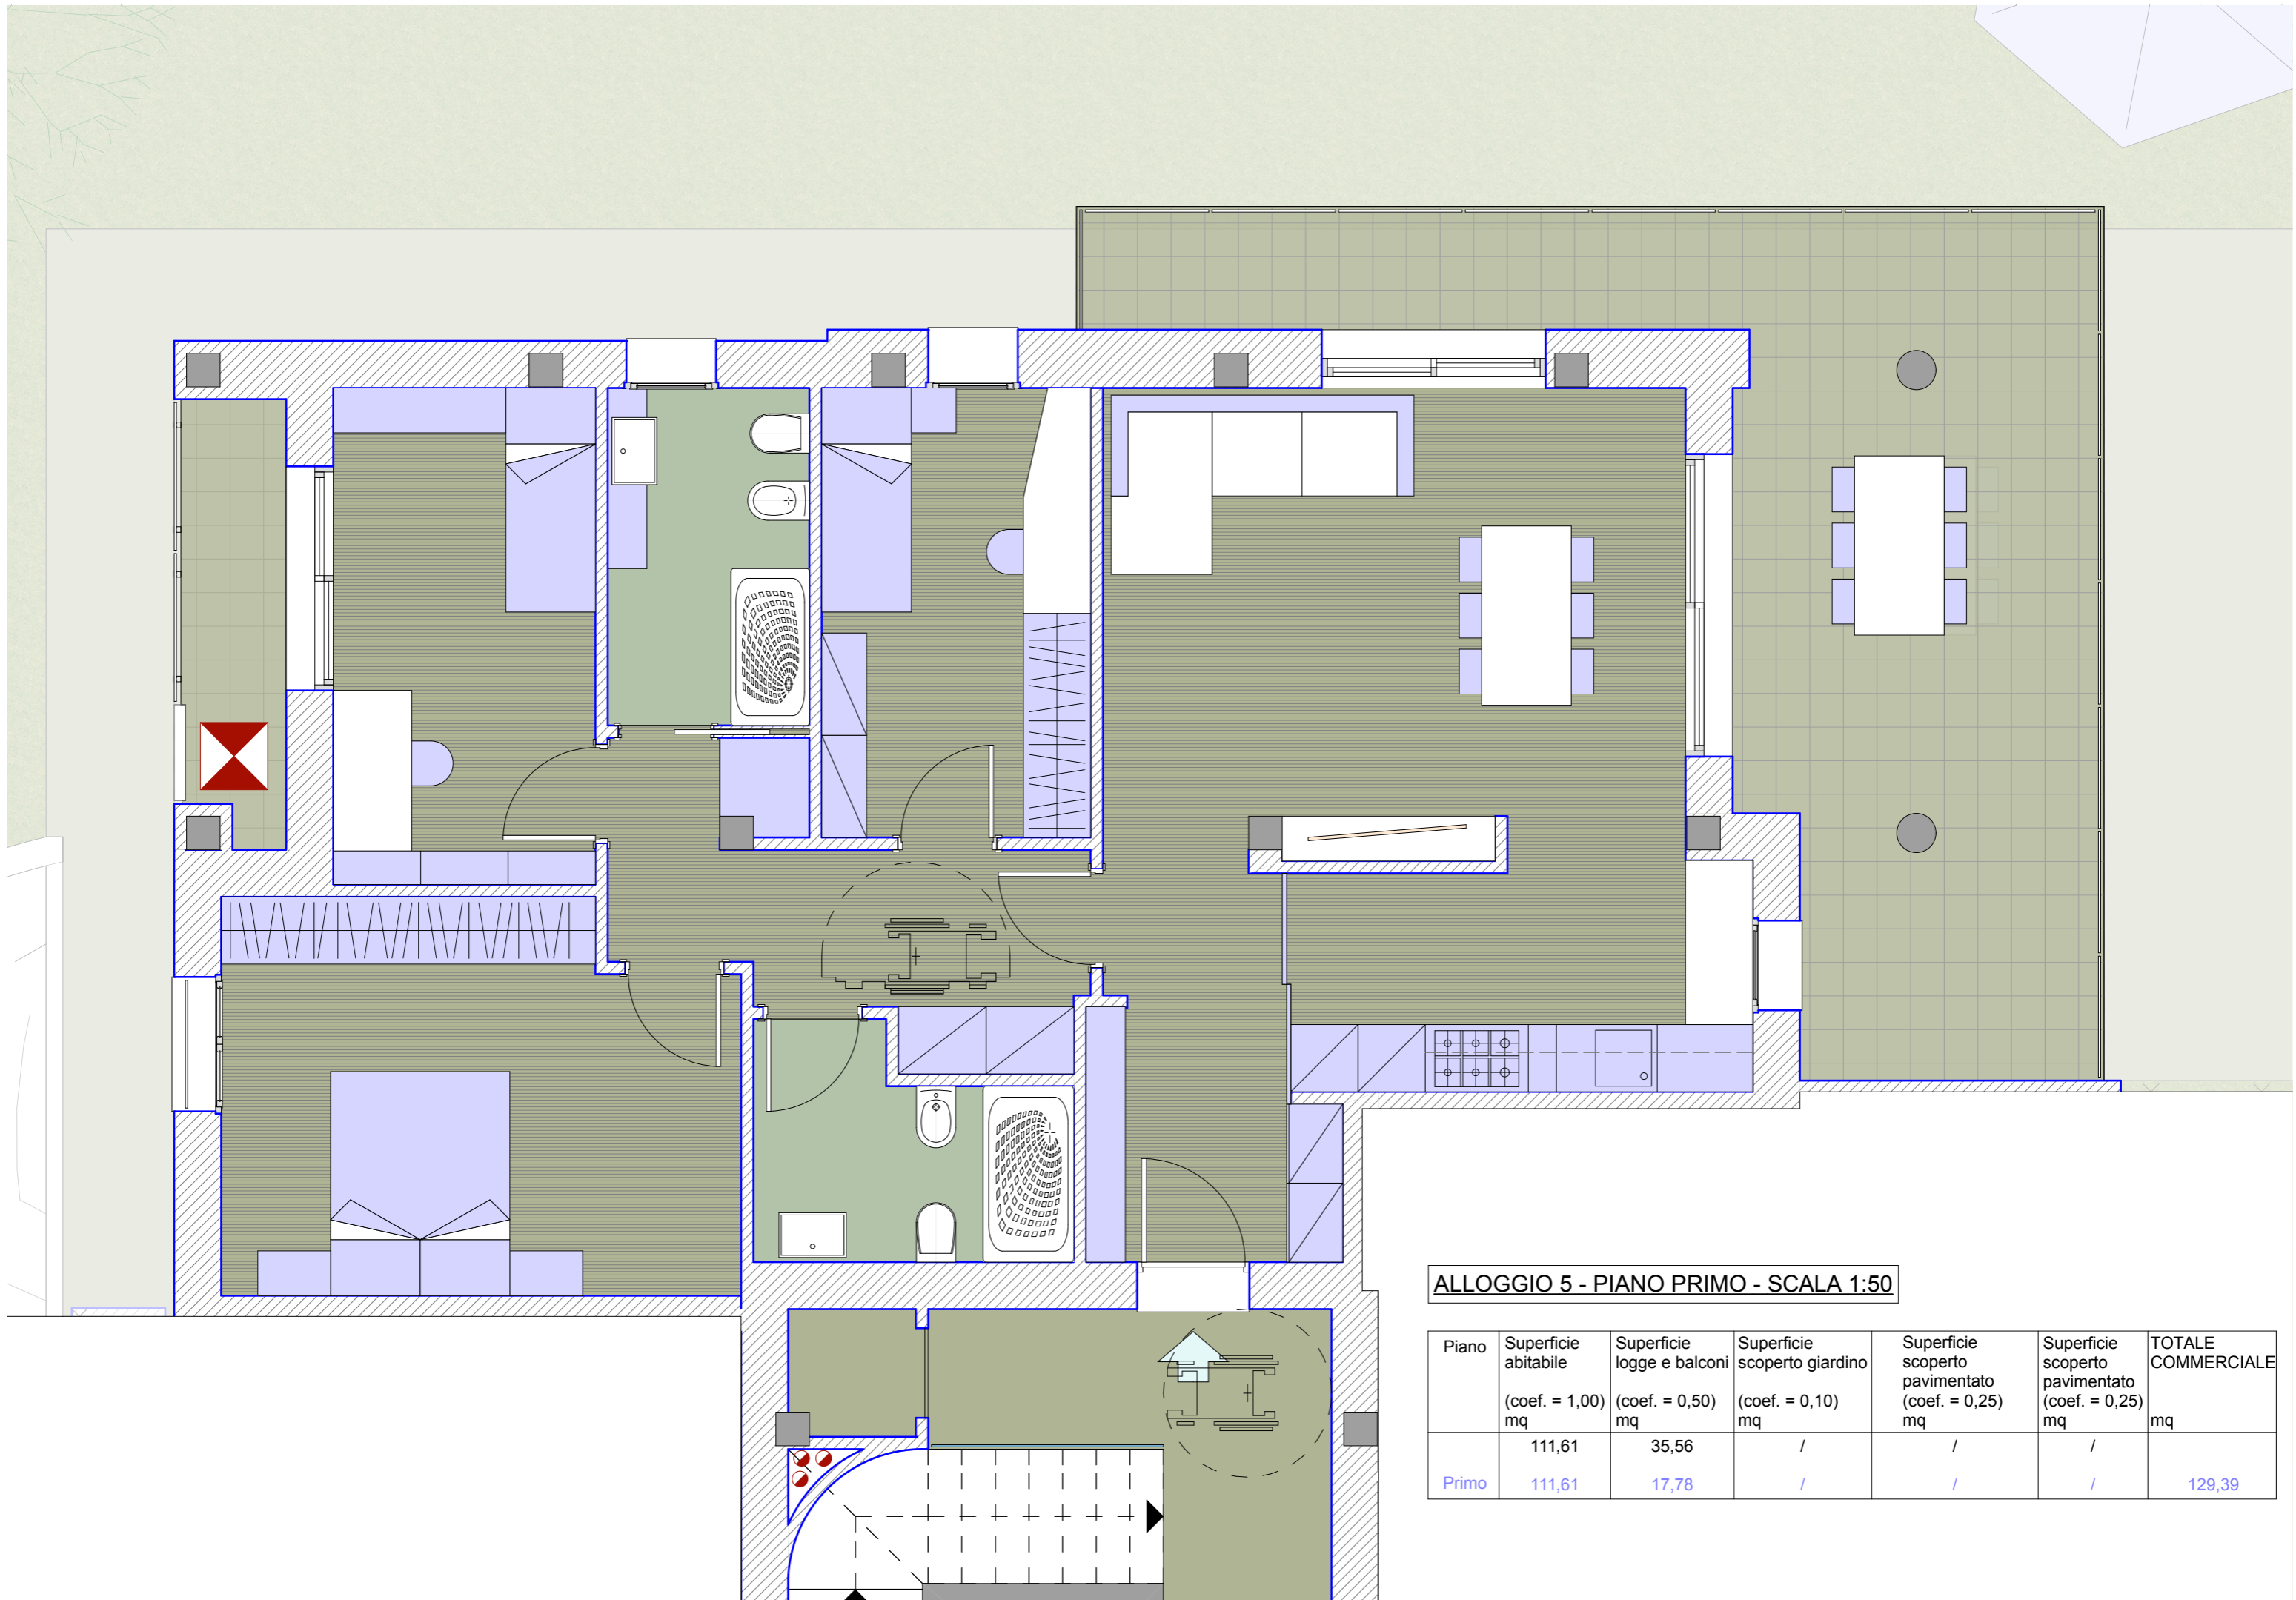 ALLOGGIO 5 - PIANO PRIMO - SCALA 1:50
Piano
Superficie
abitabile
(coef. = 1,00)
mq
Superficie
logge e balconi
(coef. = 0,50)
mq
Superficie
scoperto giardino
(coef. = 0,10)
mq
Superficie
scoperto
pavimentato
(coef. = 0,25)
mq
Superficie
scoperto
pavimentato
(coef. = 0,25)
mq
TOTALE
COMMERCIALE
mq
111,61 35,56 / / /
Primo 111,61 17,78 / / / 129,39